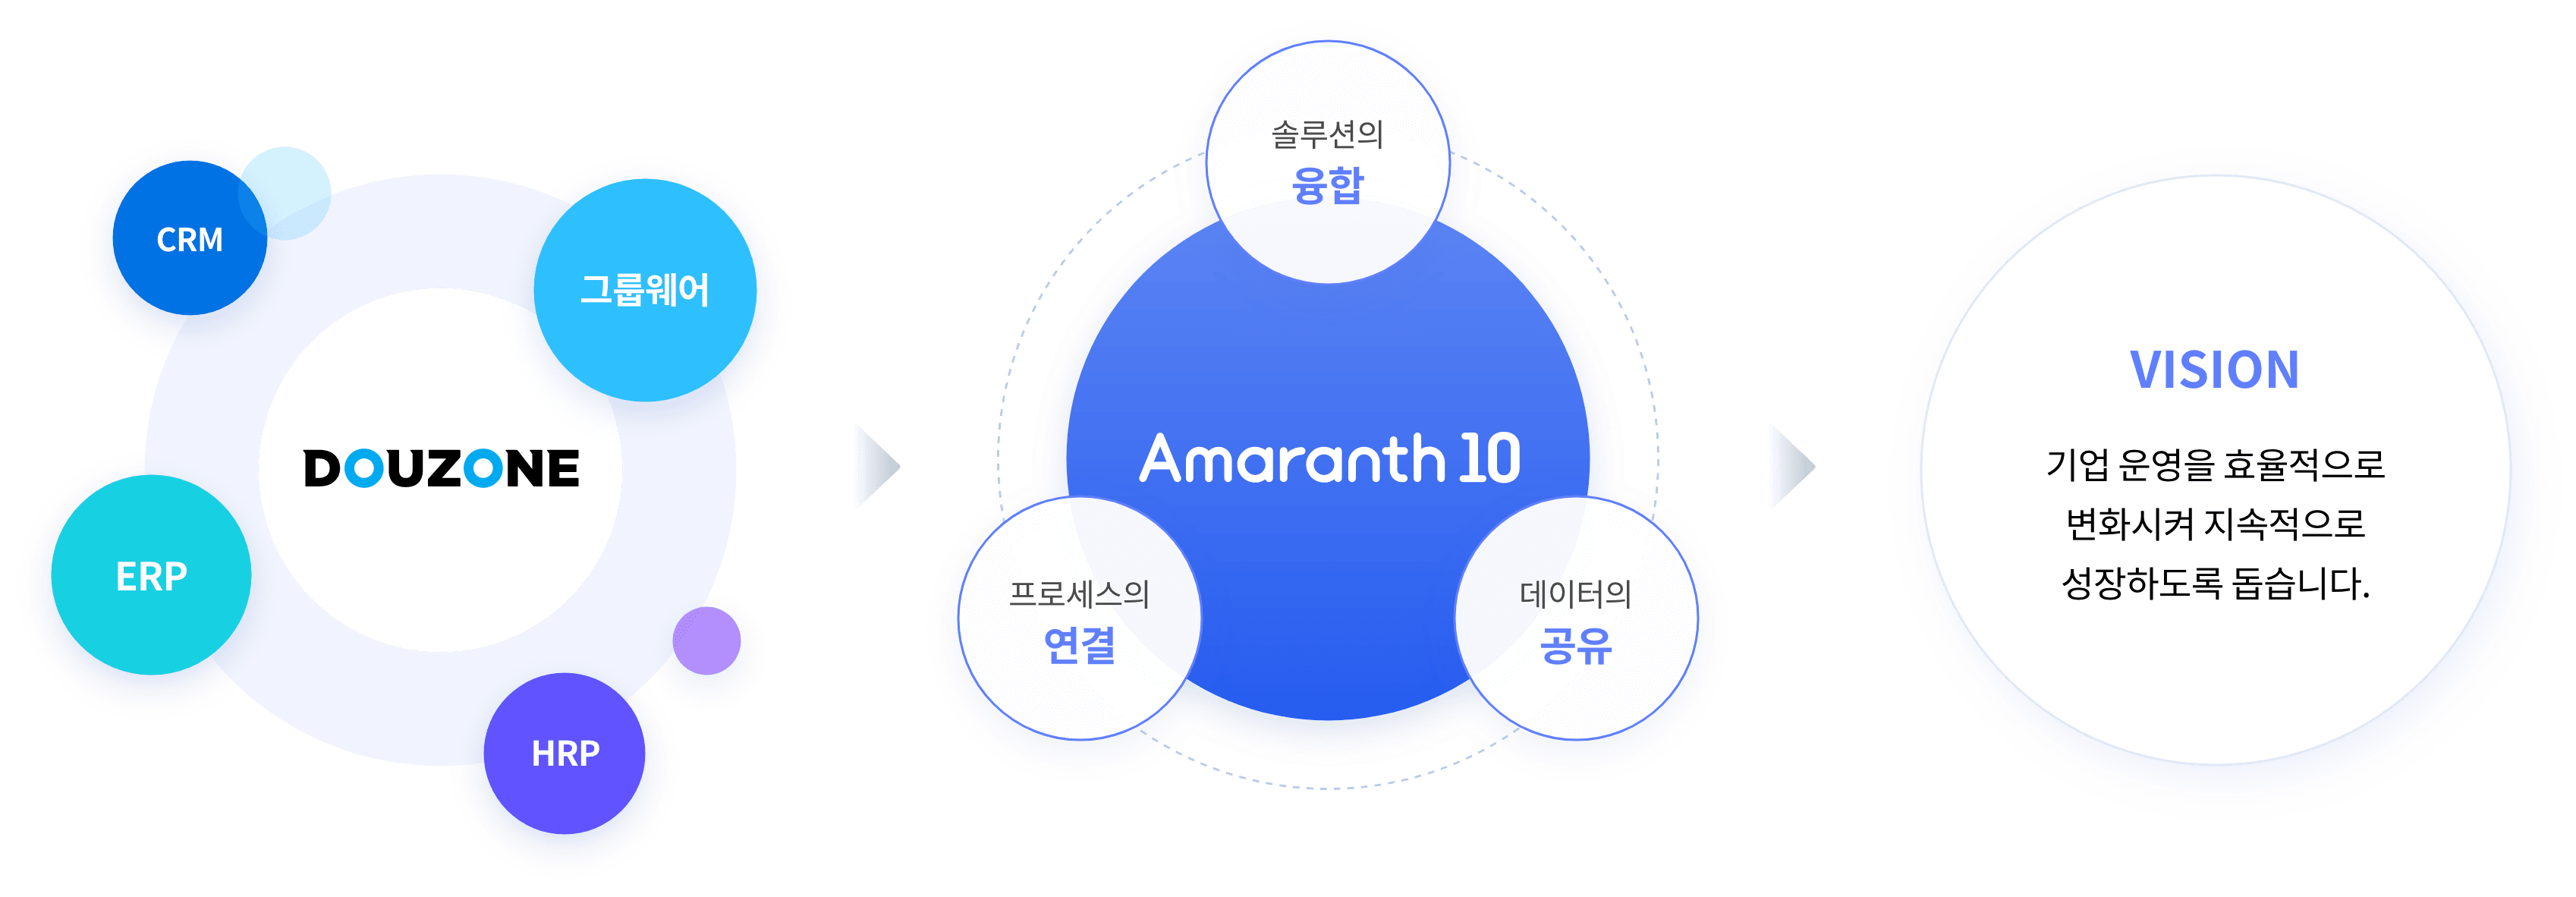 CRM
그룹웨어
DOUZONE
ERP
HRP
솔루션의
융합
Amaranth 10
프로세스의
연결
데이터의
공유
VISION
기업 운영을 효율적으로
변화시켜 지속적으로
성장하도록 돕습니다.